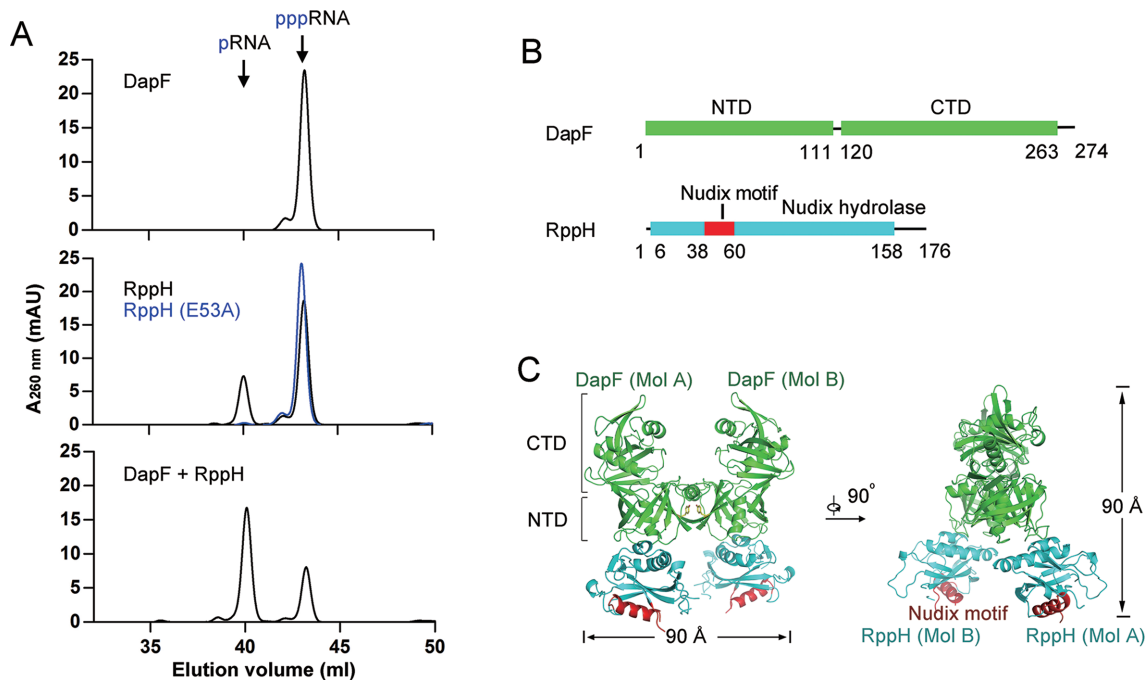 A
pRNA
pppRNA
25
20
15
10
5
0
DapF
25
20
15
10
5
0
RppH
RppH (E53A)
25
20
15
10
5
0
DapF + RppH
A260 nm (mAU)
35 40 45 50
Elution volume (ml)
B
NTD CTD
DapF
1 111 120 263 274
Nudix motif
Nudix hydrolase
RppH
1 6 38 60 158 176
C
DapF (Mol A) DapF (Mol B)
CTD
NTD
90 Å
90°
90 Å
Nudix motif
RppH (Mol B) RppH (Mol A)